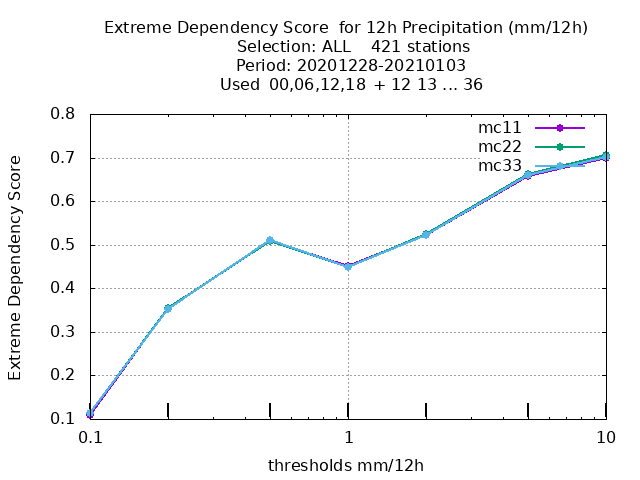 Extreme Dependency Score  for 12h Precipitation (mm/12h)
Selection: ALL    421 stations
Period: 20201228-20210103
Used  00,06,12,18  + 12 13 ... 36
mc11
mc22
mc33
Extreme Dependency Score
0.8
0.7
0.6
0.5
0.4
0.3
0.2
0.1
0.1
1
10
thresholds mm/12h